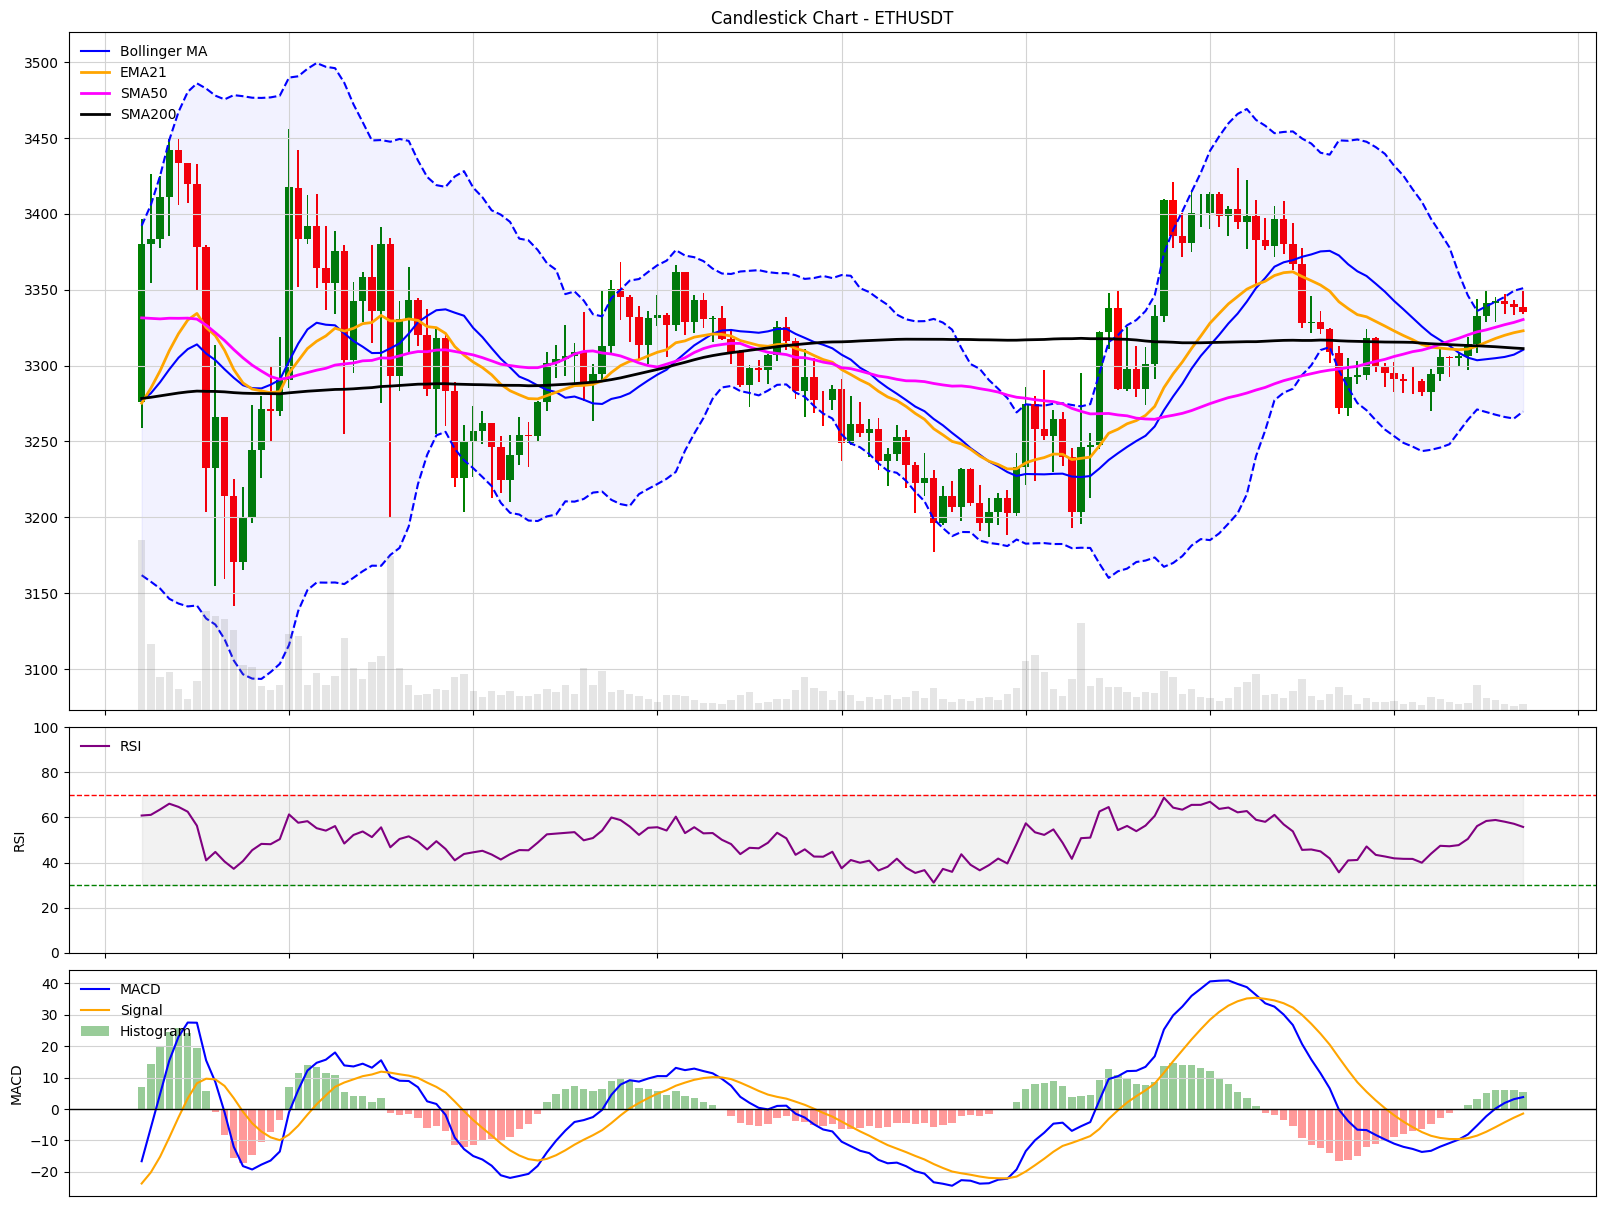 Candlestick Chart - ETHUSDT
Bollinger MA
EMA21
SMA50
SMA200
3500
3450
3400
3350
3300
3250
3200
3150
3100
RSI
RSI
100
80
60
40
20
0
MACD
Signal
Histogram
MACD
40
30
20
10
0
−10
−20